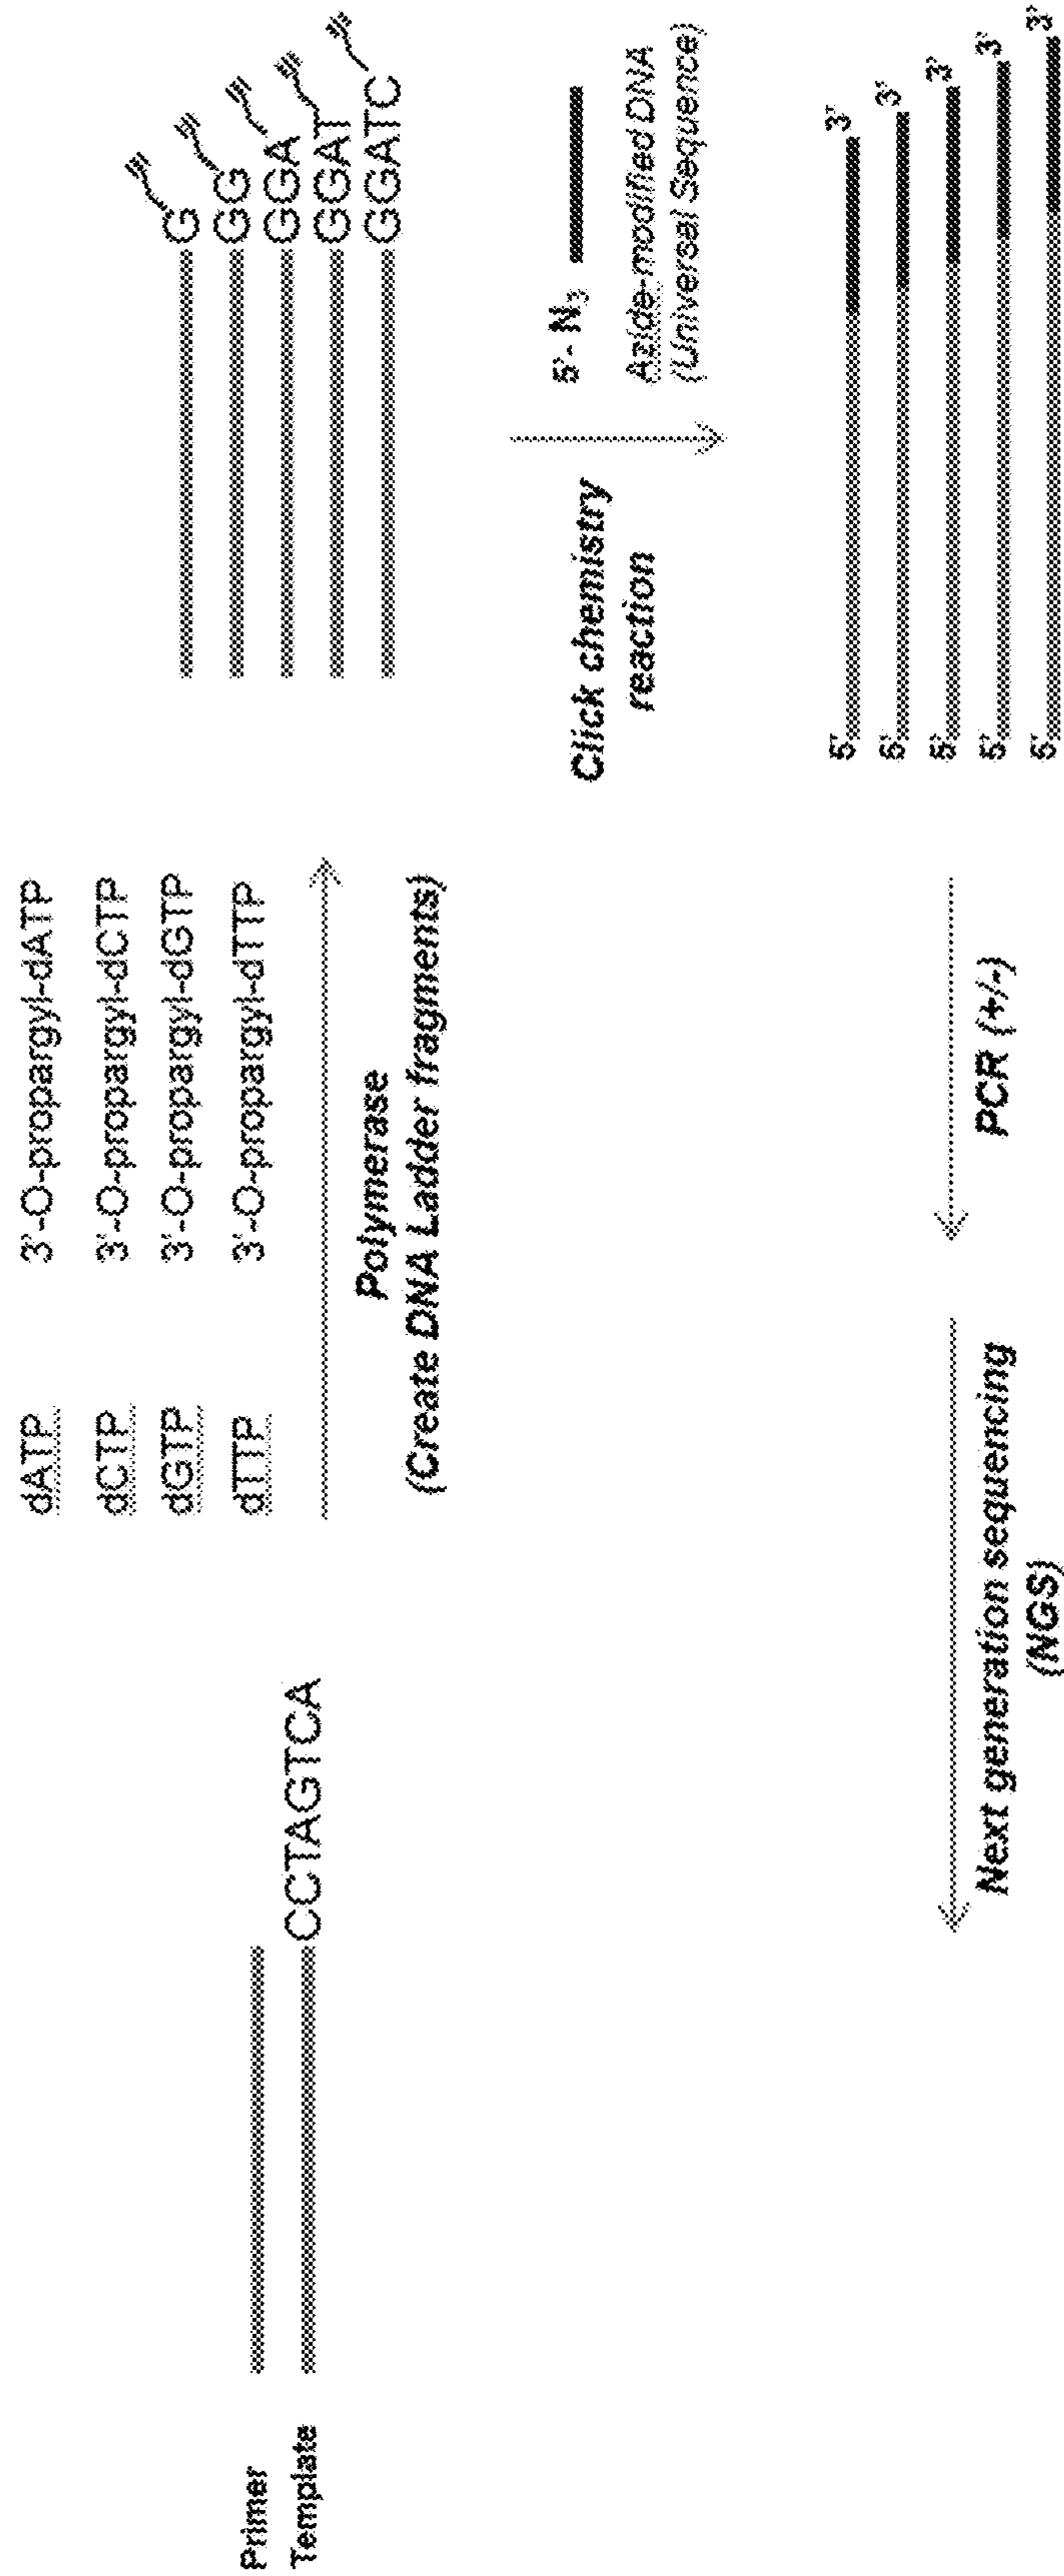 dATP 3'-O-propargyl-dATP
dCTP 3'-O-propargyl-dCTP
dGTP 3'-O-propargyl-dGTP
dTTP 3'-O-propargyl-dTTP
Primer
Template
CCTAGTCA
Polymerase
(Create DNA Ladder fragments)
G
GG
GGA
GGAT
GGATC
Click chemistry
reaction
5'- N3
Azide-modified DNA
(Universal Sequence)
5' 3'
5' 3'
5' 3'
5' 3'
5' 3'
PCR (+/-)
Next generation sequencing
(NGS)